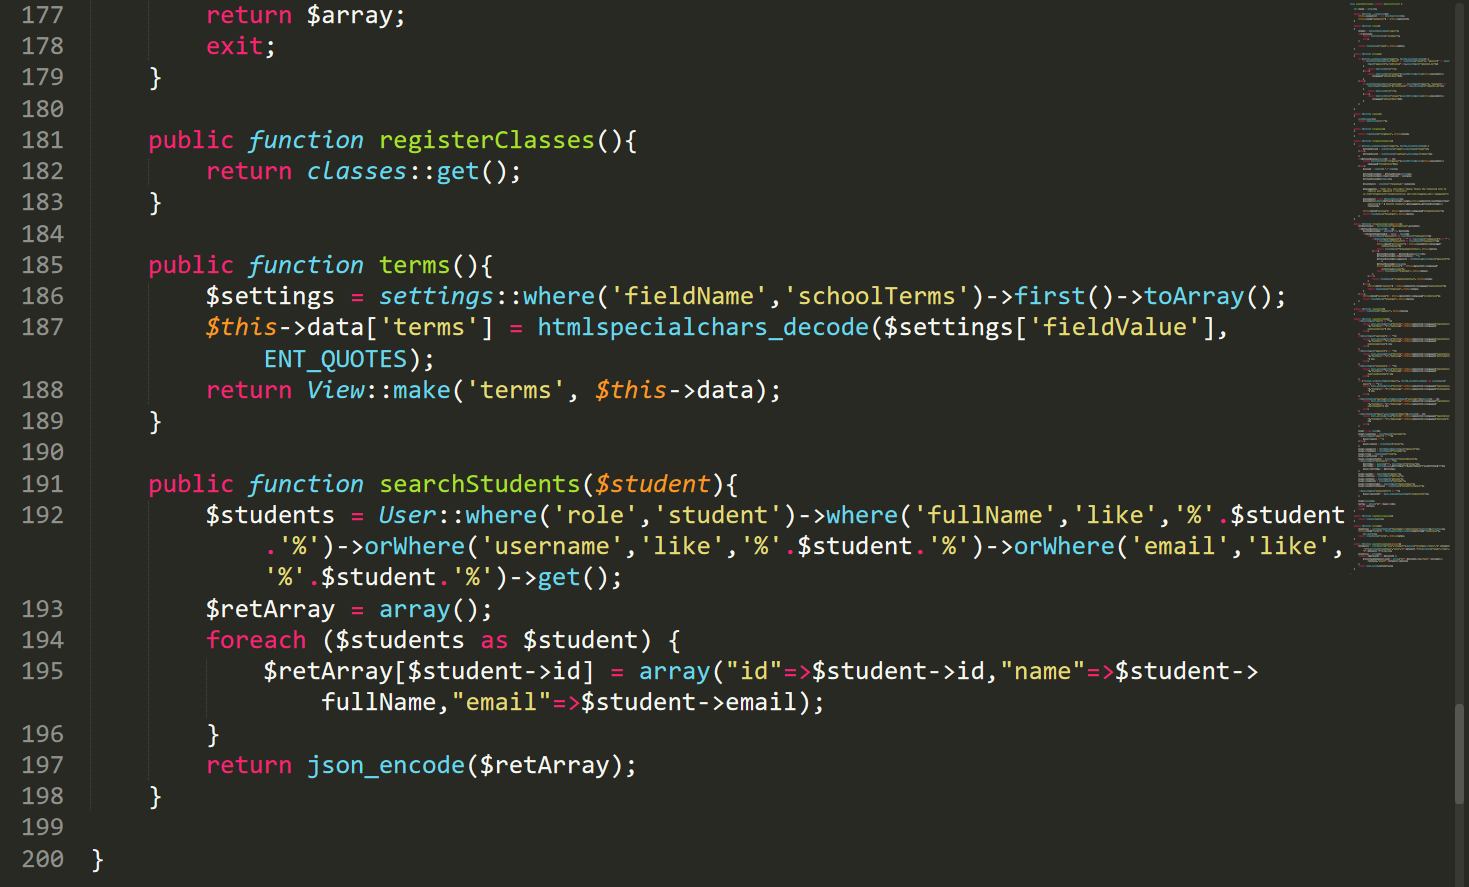 177 return $array;
178 exit;
179 }
180
181 public function registerClasses(){
182 return classes::get();
183 }
184
185 public function terms(){
186 $settings = settings::where('fieldName','schoolTerms')->first()->toArray();
187 $this->data['terms'] = htmlspecialchars_decode($settings['fieldValue'],
ENT_QUOTES);
188 return View::make('terms', $this->data);
189 }
190
191 public function searchStudents($student){
192 $students = User::where('role','student')->where('fullName','like','%'.$student
.'%')->orWhere('username','like','%'.$student.'%')->orWhere('email','like',
'%'.$student.'%')->get();
193 $retArray = array();
194 foreach ($students as $student) {
195 $retArray[$student->id] = array("id"=>$student->id,"name"=>$student->
fullName,"email"=>$student->email);
196 }
197 return json_encode($retArray);
198 }
199
200 }